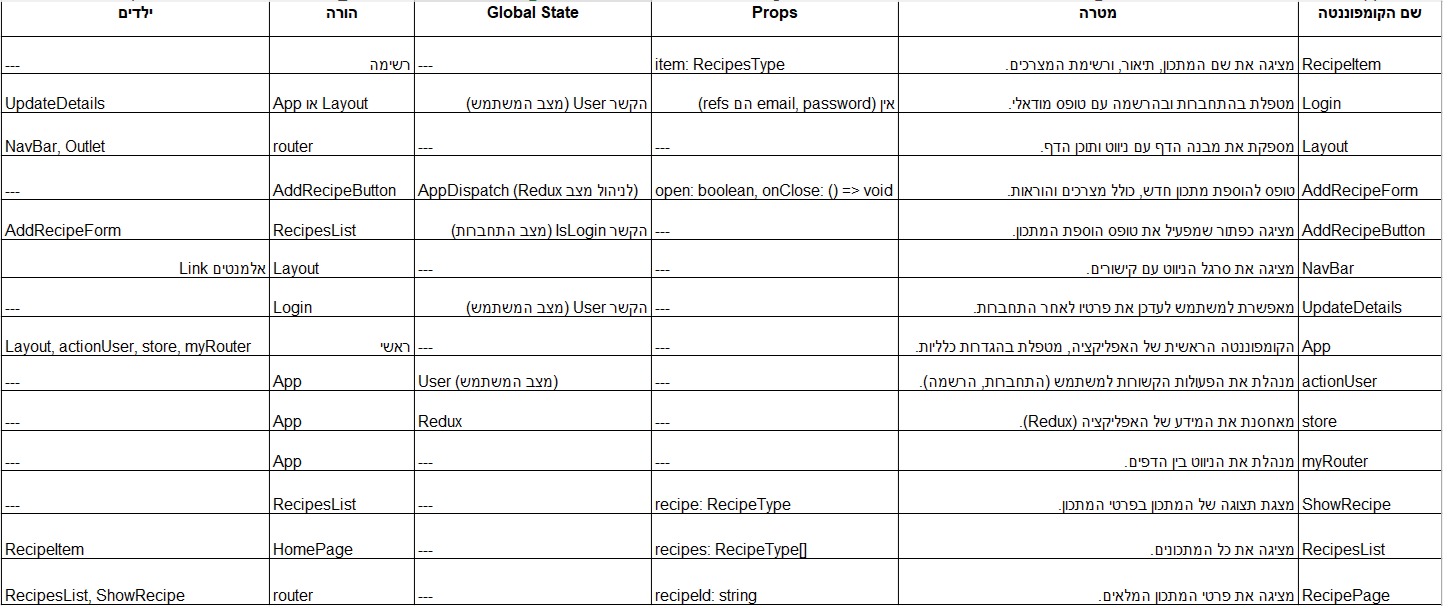 שם הקומפוננטה	מטרה	Props	Global State	הורה	ילדים
RecipeItem	מציגה את שם המתכון, תיאור, ורשימת המצרכים.	item: RecipesType	---	רשימה	---
Login	מטפלת בהתחברות ובהרשמה עם טופס מודאלי.	אין (refs הם email, password)	הקשר User (מצב המשתמש)	App או Layout	UpdateDetails
Layout	מספקת את מבנה הדף עם ניווט ותוכן הדף.	---	---	router	NavBar, Outlet
AddRecipeForm	טופס להוספת מתכון חדש, כולל מצרכים והוראות.	open: boolean, onClose: () => void	AppDispatch (Redux לניהול מצב)	AddRecipeButton	---
AddRecipeButton	מציגה כפתור שמפעיל את טופס הוספת המתכון.	---	הקשר IsLogin (מצב התחברות)	RecipesList	AddRecipeForm
NavBar	מציגה את סרגל הניווט עם קישורים.	---	---	Layout	אלמנטים Link
UpdateDetails	מאפשרת למשתמש לעדכן את פרטיו לאחר התחברות.	---	הקשר User (מצב המשתמש)	Login	---
App	הקומפוננטה הראשית של האפליקציה, מטפלת בהגדרות כלליות.	---	---	ראשי	Layout, actionUser, store, myRouter
actionUser	מנהלת את הפעולות הקשורות למשתמש (התחברות, הרשמה).	---	User (מצב המשתמש)	App	---
store	מאחסנת את המידע של האפליקציה (Redux).	---	Redux	App	---
myRouter	מנהלת את הניווט בין הדפים.	---	---	App	---
ShowRecipe	מצגת תצוגה של המתכון בפרטי המתכון.	recipe: RecipeType	---	RecipesList	---
RecipesList	מציגה את כל המתכונים.	recipes: RecipeType[]	---	HomePage	RecipeItem
RecipePage	מציגה את פרטי המתכון המלאים.	recipeId: string	---	router	RecipesList, ShowRecipe